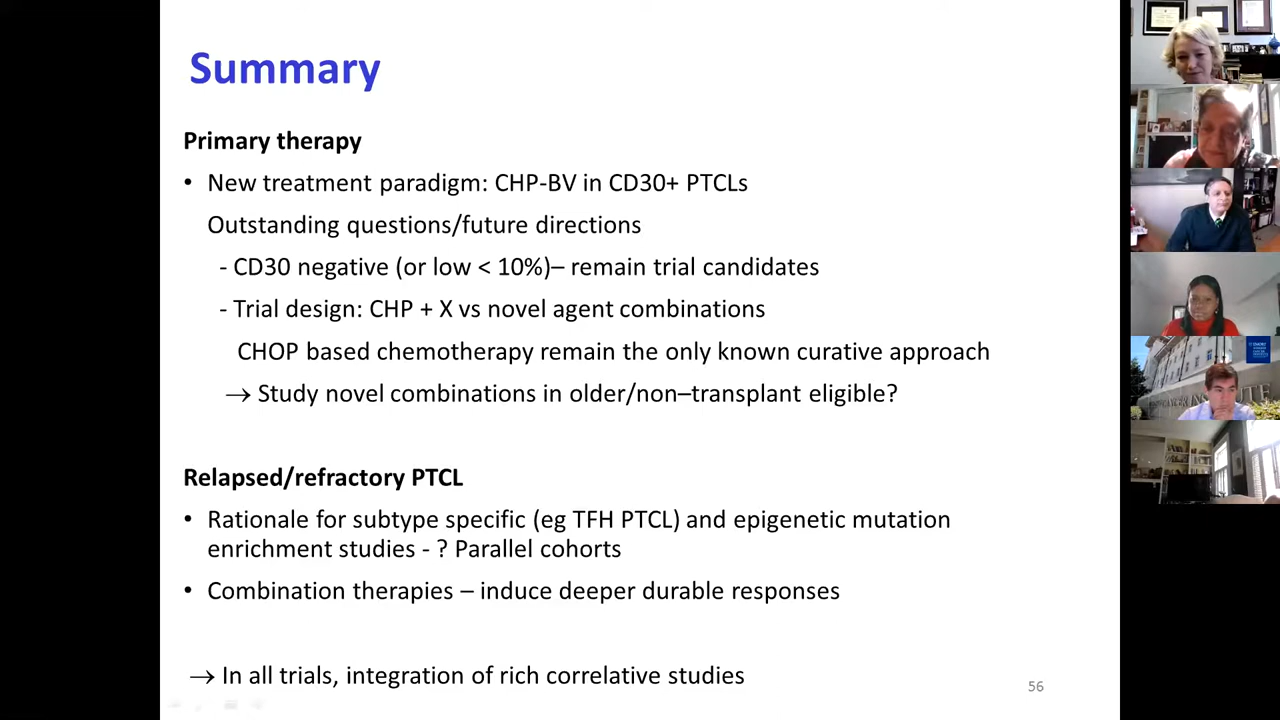 Summary
Primary therapy
• New treatment paradigm: CHP-BV in CD30+ PTCLs
Outstanding questions/future directions
- CD30 negative (or low < 10%)– remain trial candidates
- Trial design: CHP + X vs novel agent combinations
CHOP based chemotherapy remain the only known curative approach
→ Study novel combinations in older/non–transplant eligible?
Relapsed/refractory PTCL
• Rationale for subtype specific (eg TFH PTCL) and epigenetic mutation
enrichment studies - ? Parallel cohorts
• Combination therapies – induce deeper durable responses
→ In all trials, integration of rich correlative studies
56